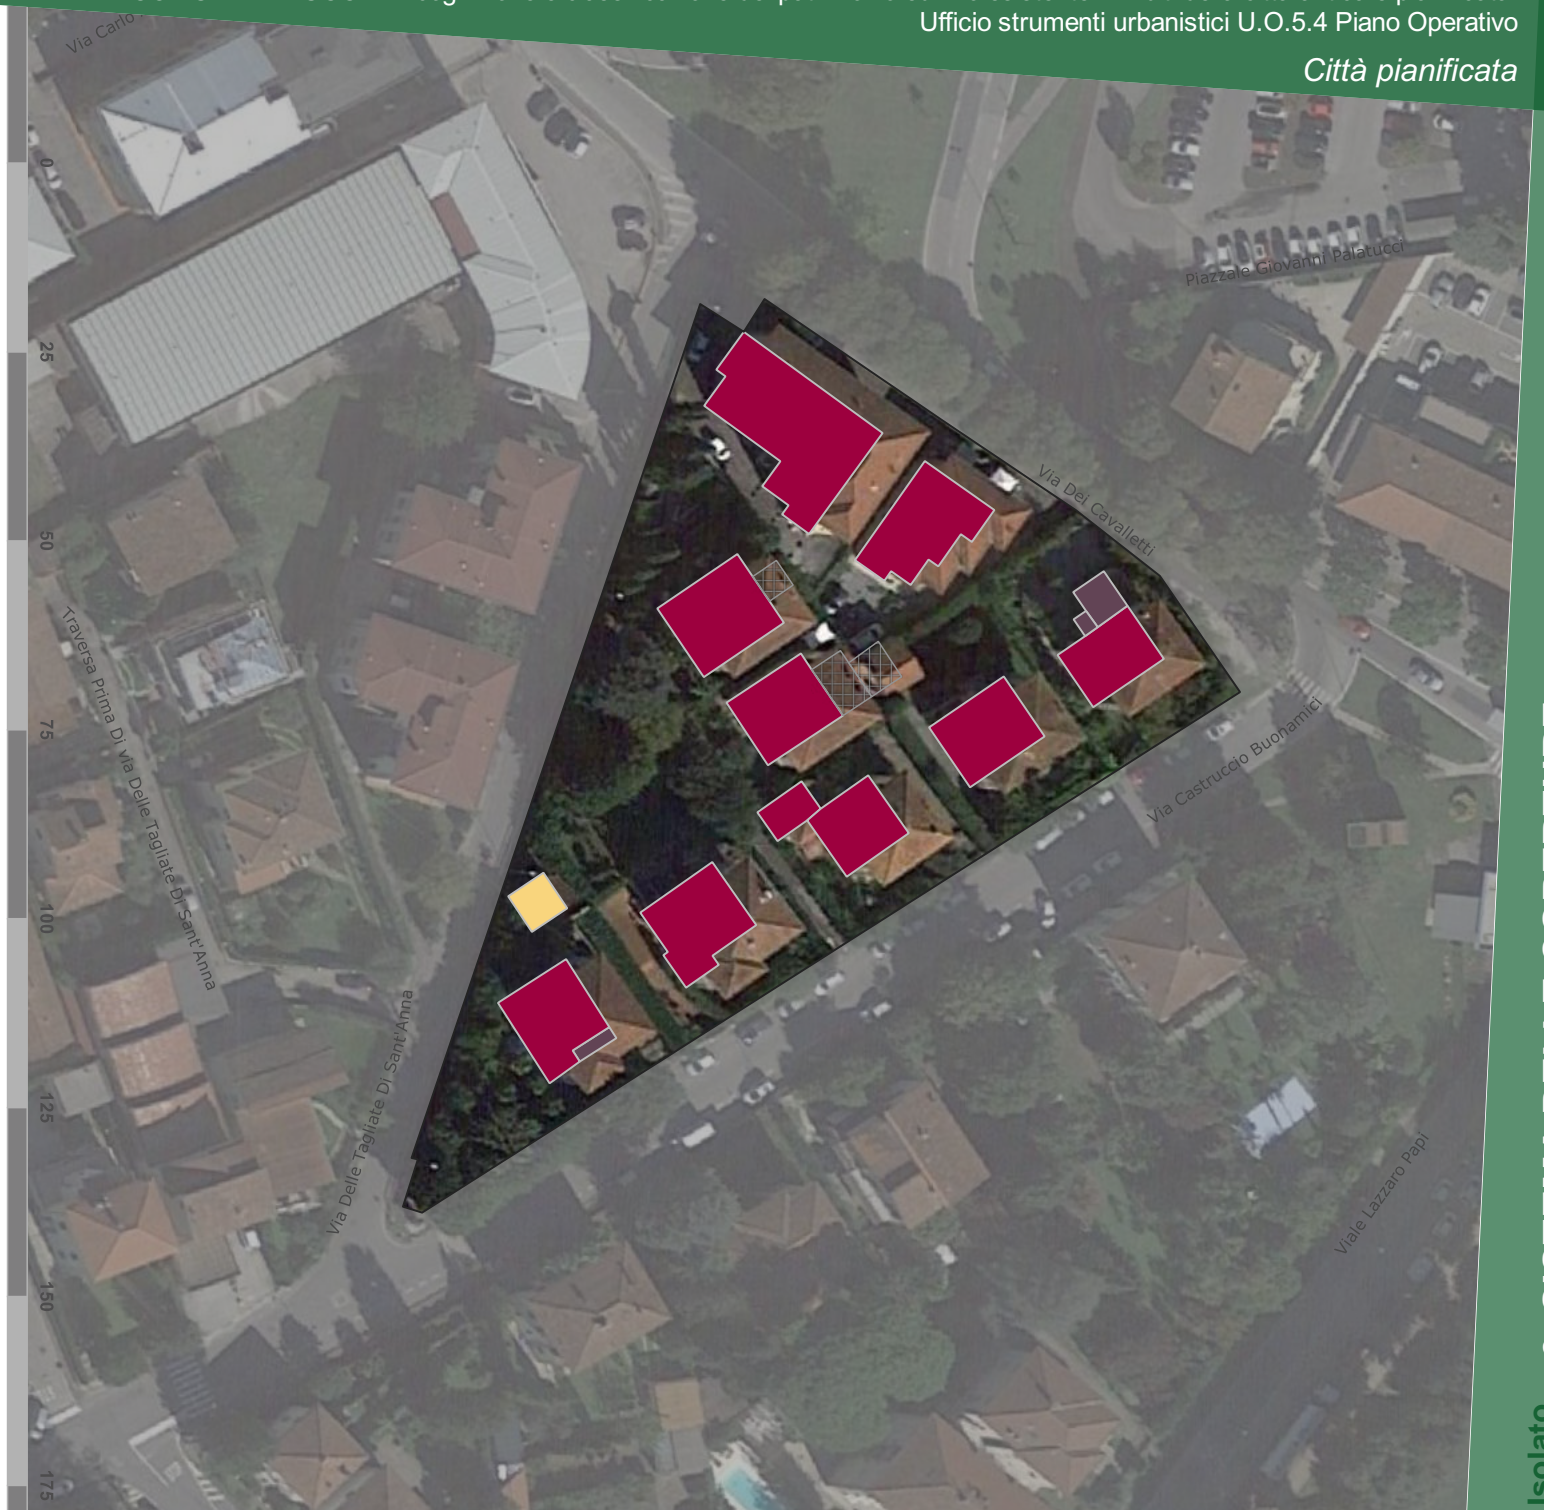 Ufficio strumenti urbanistici U.O.5.4 Piano Operativo
Città pianificata
Via Carlo
Piazzale Giovanni Palatucci
Via Dei Cavalletti
Via Castruccio Buonamici
Traversa Prima Di via Delle Tagliate Di Sant'Anna
Via Delle Tagliate Di Sant'Anna
Viale Lazzaro Papi
0
25
50
75
100
125
150
175
Isolato